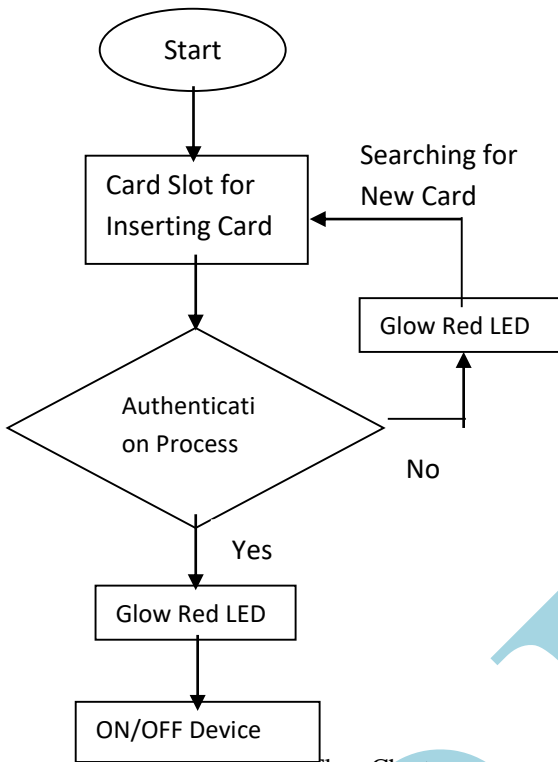 Start
Searching for
New Card
Card Slot for
Inserting Card
Glow Red LED
Authenticati
on Process
No
Yes
Glow Red LED
ON/OFF Device